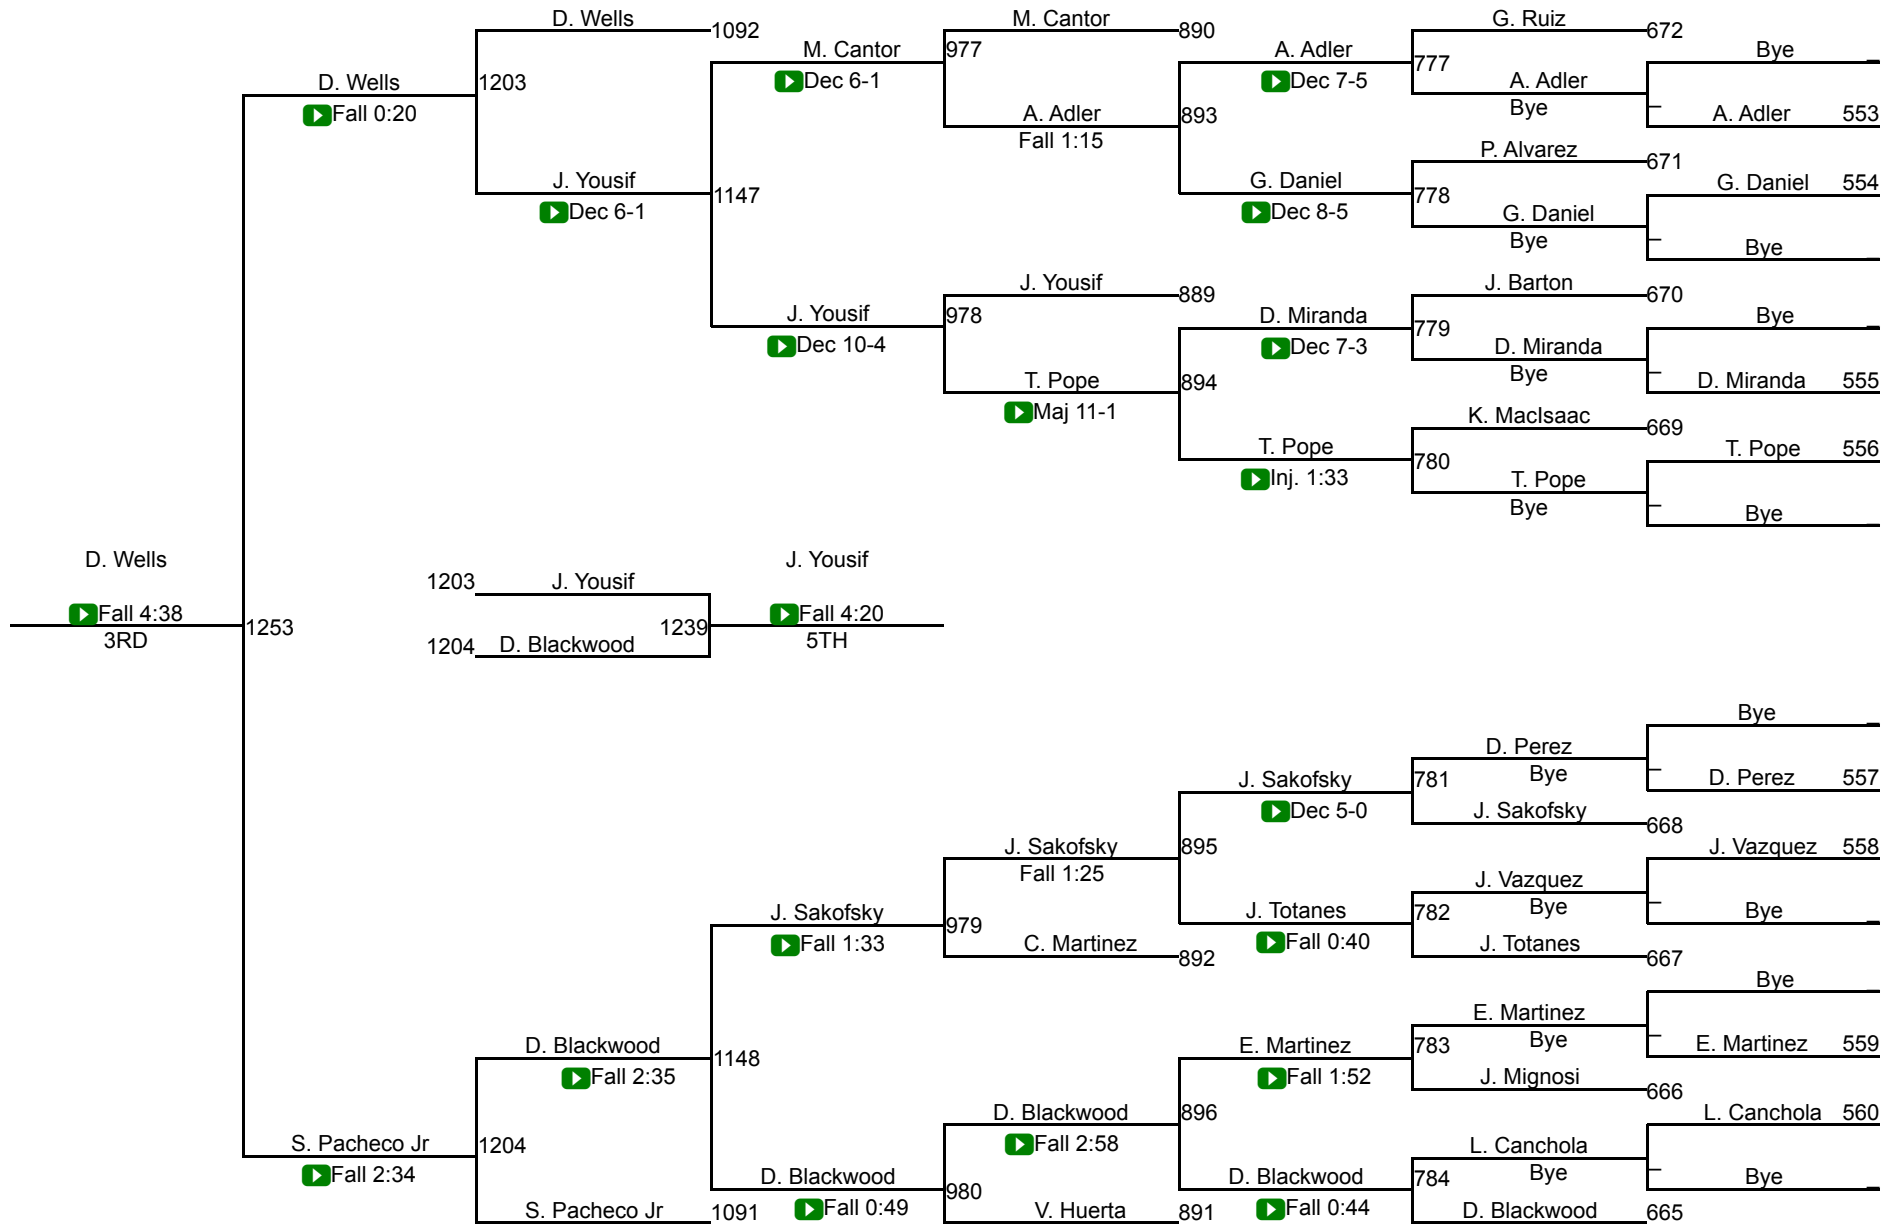 D. Wells
1092
M. Cantor
890
G. Ruiz
672
Bye
M. Cantor
977
A. Adler
777
Dec 6-1
Dec 7-5
A. Adler
Bye
D. Wells
1203
Fall 0:20
A. Adler
893
Fall 1:15
A. Adler 553
P. Alvarez
671
J. Yousif
1147
Dec 6-1
G. Daniel
778
Dec 8-5
G. Daniel 554
G. Daniel
Bye
Bye
J. Yousif
889
J. Barton
670
J. Yousif
978
Dec 10-4
D. Miranda
779
Dec 7-3
Bye
D. Miranda
Bye
T. Pope
894
Maj 11-1
D. Miranda 555
K. MacIsaac
669
T. Pope
780
Inj. 1:33
T. Pope 556
T. Pope
Bye
Bye
D. Wells
Fall 4:38
3RD
1253
1203 J. Yousif
1204 D. Blackwood
1239
J. Yousif
Fall 4:20
5TH
Bye
D. Perez
Bye
J. Sakofsky
781
Dec 5-0
D. Perez 557
J. Sakofsky
668
J. Sakofsky
895
Fall 1:25
J. Vazquez 558
J. Vazquez
Bye
J. Sakofsky
979
Fall 1:33
J. Totanes
782
Fall 0:40
Bye
C. Martinez
892
J. Totanes
667
Bye
E. Martinez
Bye
D. Blackwood
1148
Fall 2:35
E. Martinez
783
Fall 1:52
E. Martinez 559
J. Mignosi
666
D. Blackwood
896
Fall 2:58
L. Canchola 560
S. Pacheco Jr
1204
Fall 2:34
L. Canchola
Bye
D. Blackwood
980
Fall 0:49
D. Blackwood
784
Fall 0:44
Bye
S. Pacheco Jr
1091
V. Huerta
891
D. Blackwood
665